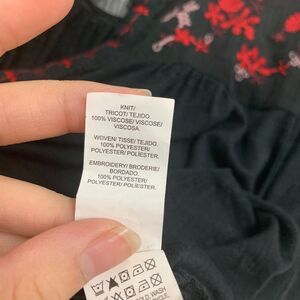 KNIT/
TRICOT/ TEJIDO.
100% VISCOSE/ VISCOSE/
VISCOSA.
WOVEN/ TISSE/ TEJIDO.
100% POLYESTER/
POLYESTER/ POLIESTER.
EMBROIDERY/ BRODERIE/
BORDADO.
100% POLYESTER/
POLYESTER/ POLIESTER.
WASH